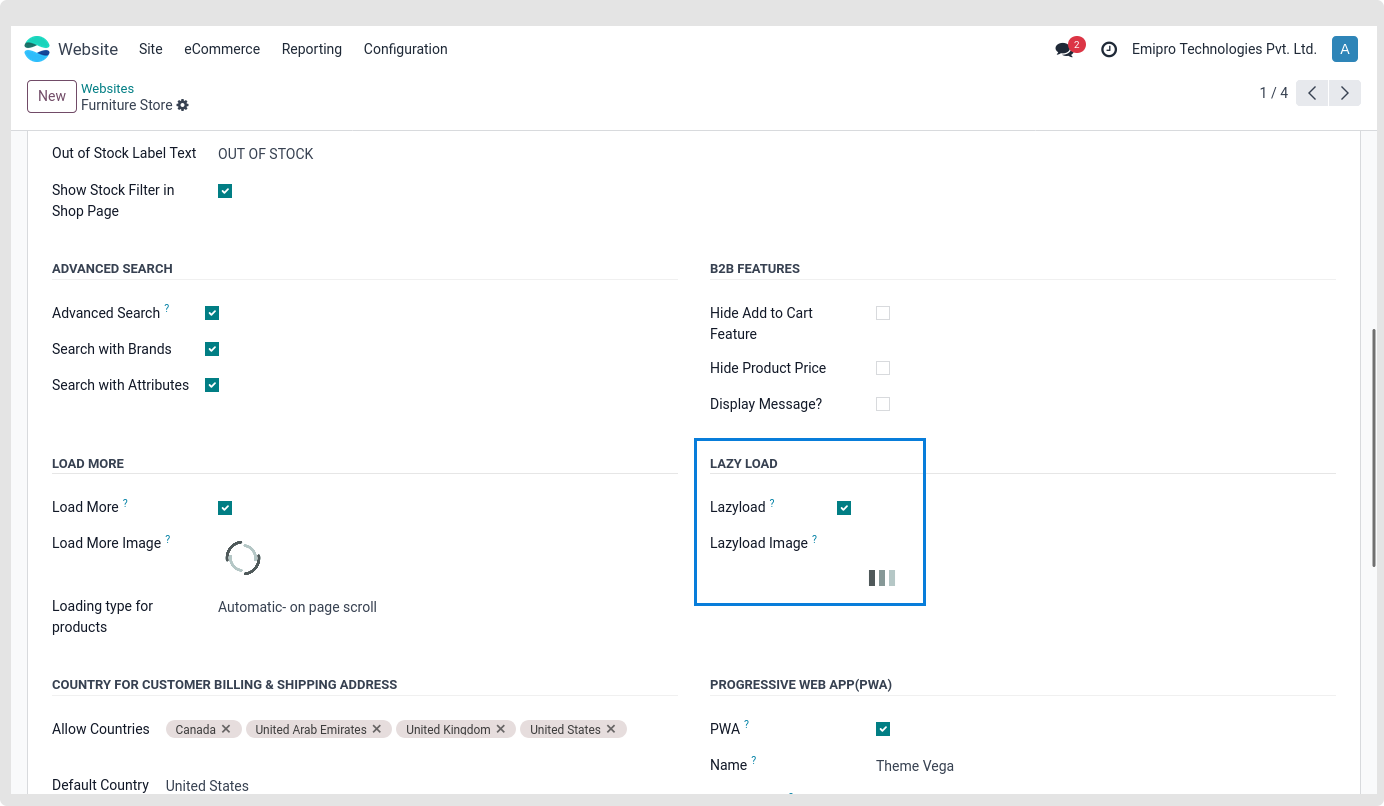 Website Site eCommerce Reporting Configuration 2 Emipro Technologies Pvt. Ltd. A
New Websites
Furniture Store
1 / 4
Out of Stock Label Text OUT OF STOCK
Show Stock Filter in
Shop Page
ADVANCED SEARCH
Advanced Search ?
Search with Brands
Search with Attributes
B2B FEATURES
Hide Add to Cart
Feature
Hide Product Price
Display Message?
LOAD MORE
Load More ?
Load More Image ?
Loading type for
products
Automatic- on page scroll
LAZY LOAD
Lazyload ?
Lazyload Image ?
COUNTRY FOR CUSTOMER BILLING & SHIPPING ADDRESS
Allow Countries Canada × United Arab Emirates × United Kingdom × United States ×
Default Country United States
PROGRESSIVE WEB APP(PWA)
PWA ?
Name ? Theme Vega